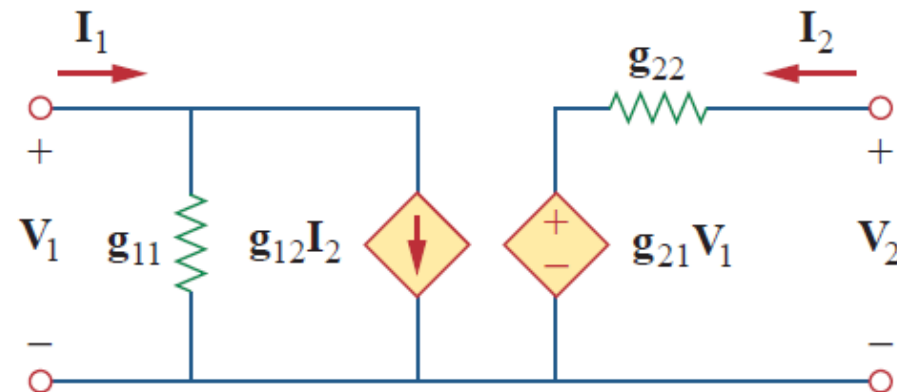 I₁ I₂
g₂₂
+ +
V₁ g₁₁ g₁₂I₂ + − g₂₁V₁ V₂
− −